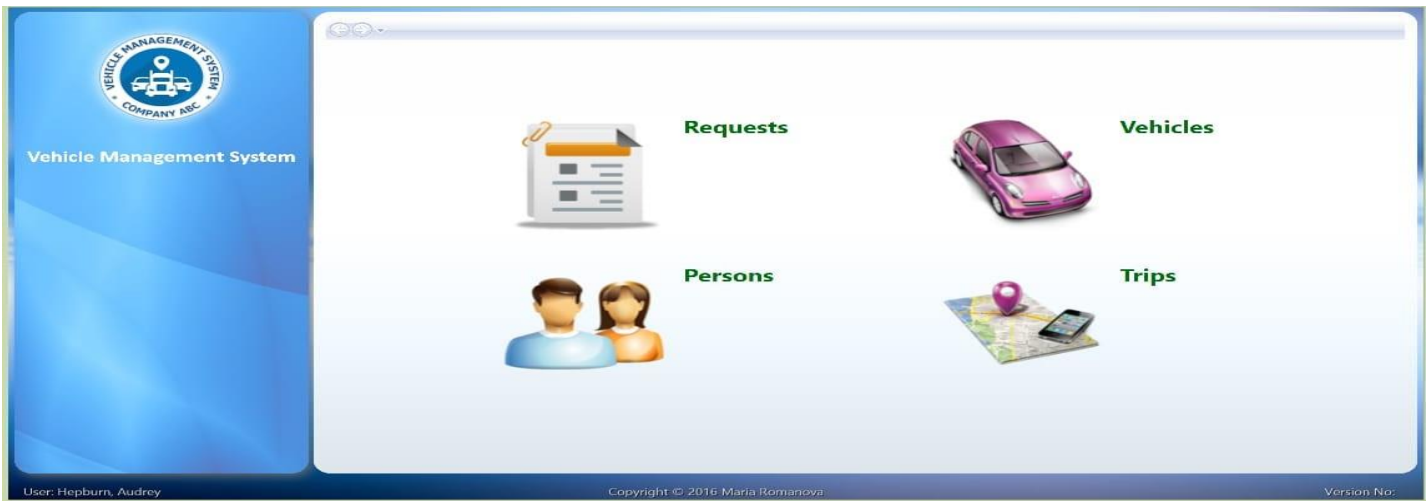 VEHICLE MANAGEMENT SYSTEM
COMPANY ABC
Vehicle Management System
Requests
Vehicles
Persons
Trips
User: Hepburn, Audrey
Copyright © 2016 Maria Romanova
Version No: